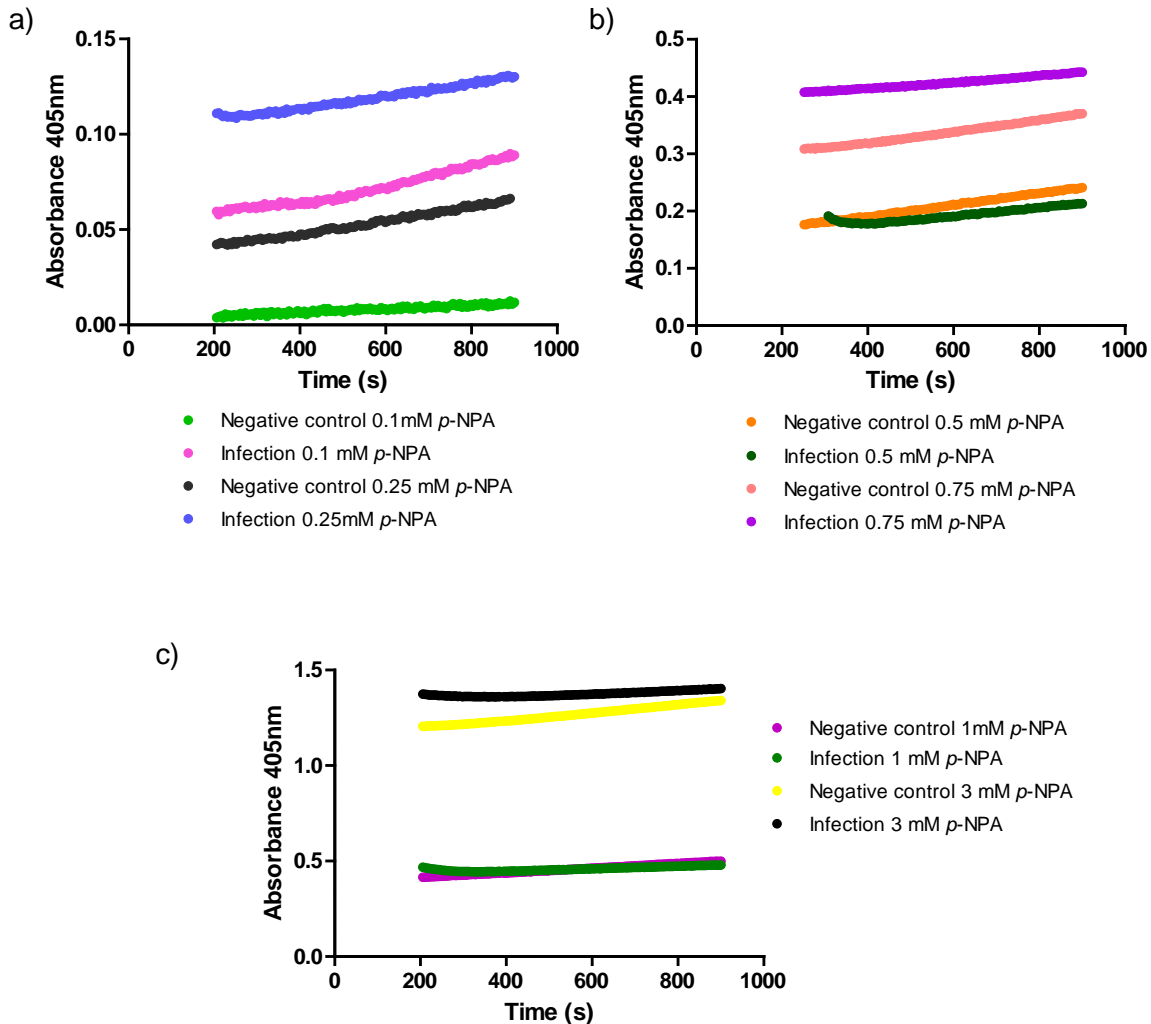 a)
Absorbance 405nm
0.15
0.10
0.05
0.00
0 200 400 600 800 1000
Time (s)
Negative control 0.1mM p-NPA
Infection 0.1 mM p-NPA
Negative control 0.25 mM p-NPA
Infection 0.25mM p-NPA
b)
Absorbance 405nm
0.5
0.4
0.3
0.2
0.1
0.0
0 200 400 600 800 1000
Time (s)
Negative control 0.5 mM p-NPA
Infection 0.5 mM p-NPA
Negative control 0.75 mM p-NPA
Infection 0.75 mM p-NPA
c)
Absorbance 405nm
1.5
1.0
0.5
0.0
0 200 400 600 800 1000
Time (s)
Negative control 1mM p-NPA
Infection 1 mM p-NPA
Negative control 3 mM p-NPA
Infection 3 mM p-NPA